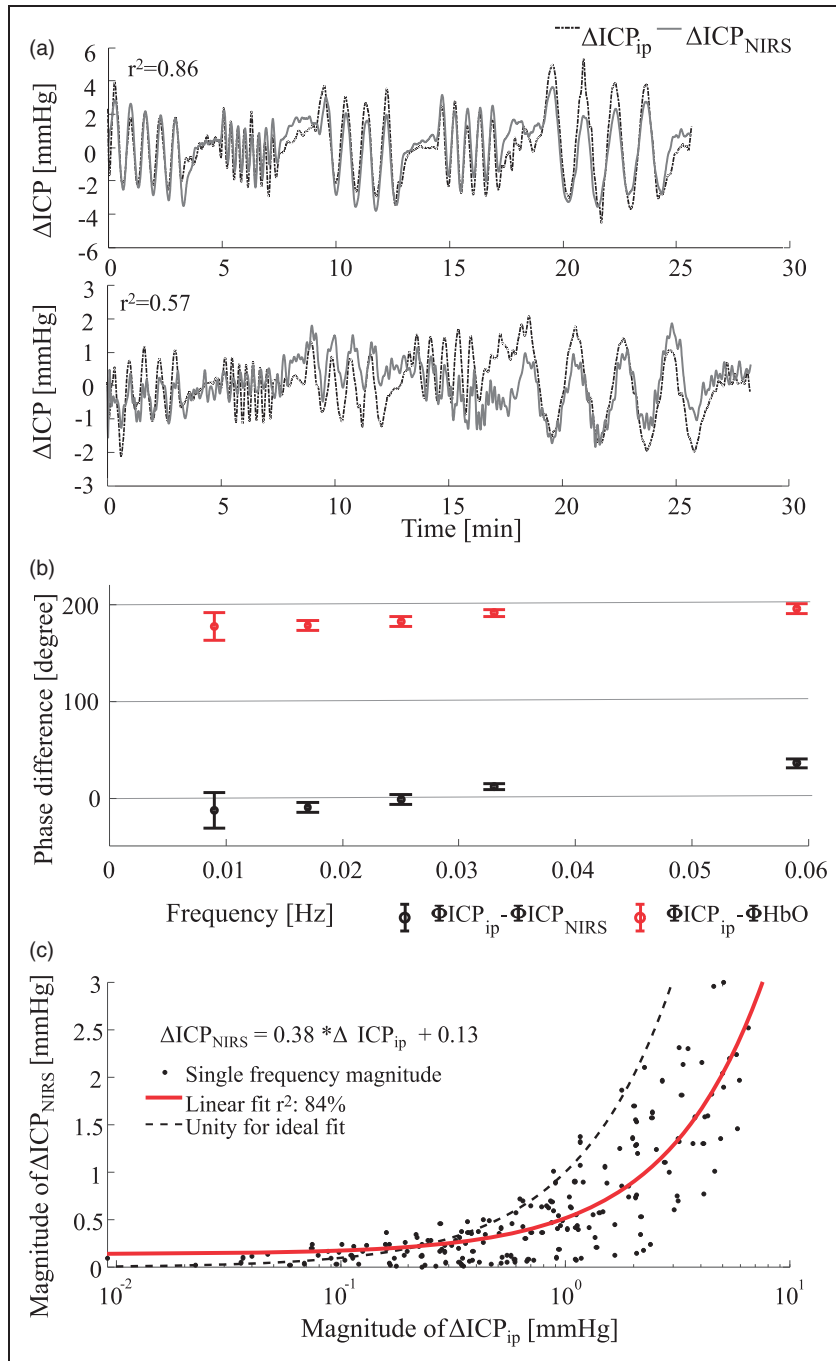 (a)
ΔICP_ip ΔICP_NIRS
r²=0.86
ΔICP [mmHg]
6
4
2
0
-2
-4
-6
0 5 10 15 20 25 30
r²=0.57
ΔICP [mmHg]
3
2
1
0
-1
-2
-3
0 5 10 15 20 25 30
Time [min]
(b)
Phase difference [degree]
200
100
0
0 0.01 0.02 0.03 0.04 0.05 0.06
Frequency [Hz] ΦICP_ip-ΦICP_NIRS ΦICP_ip-ΦHbO
(c)
Magnitude of ΔICP_NIRS [mmHg]
3
2.5
2
1.5
1
0.5
0
ΔICP_NIRS = 0.38 *Δ ICP_ip + 0.13
Single frequency magnitude
Linear fit r²: 84%
Unity for ideal fit
10⁻² 10⁻¹ 10⁰ 10¹
Magnitude of ΔICP_ip [mmHg]